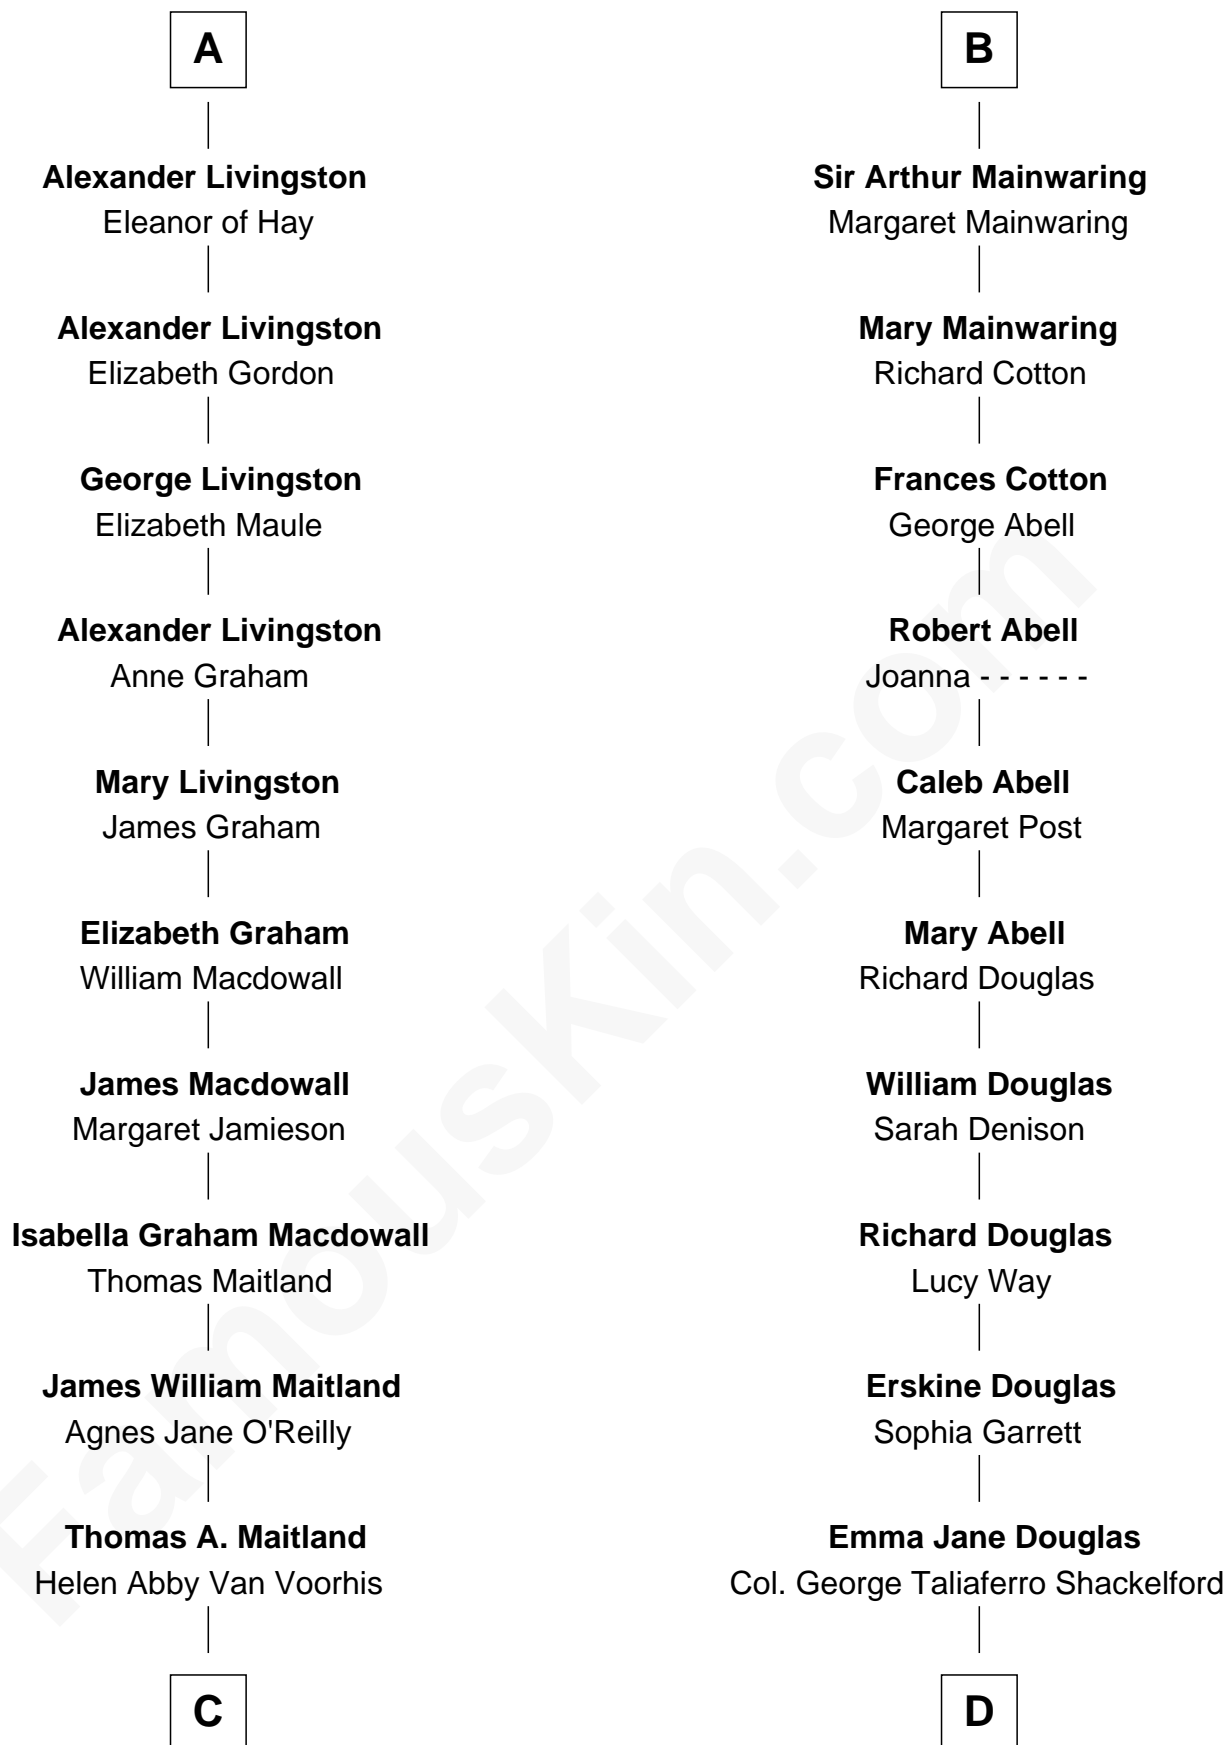 A
Alexander Livingston
Eleanor of Hay
Alexander Livingston
Elizabeth Gordon
George Livingston
Elizabeth Maule
Alexander Livingston
Anne Graham
Mary Livingston
James Graham
Elizabeth Graham
William Macdowall
James Macdowall
Margaret Jamieson
Isabella Graham Macdowall
Thomas Maitland
James William Maitland
Agnes Jane O'Reilly
Thomas A. Maitland
Helen Abby Van Voorhis
C
B
Sir Arthur Mainwaring
Margaret Mainwaring
Mary Mainwaring
Richard Cotton
Frances Cotton
George Abell
Robert Abell
Joanna - - - - - -
Caleb Abell
Margaret Post
Mary Abell
Richard Douglas
William Douglas
Sarah Denison
Richard Douglas
Lucy Way
Erskine Douglas
Sophia Garrett
Emma Jane Douglas
Col. George Taliaferro Shackelford
D
FamousKin.com